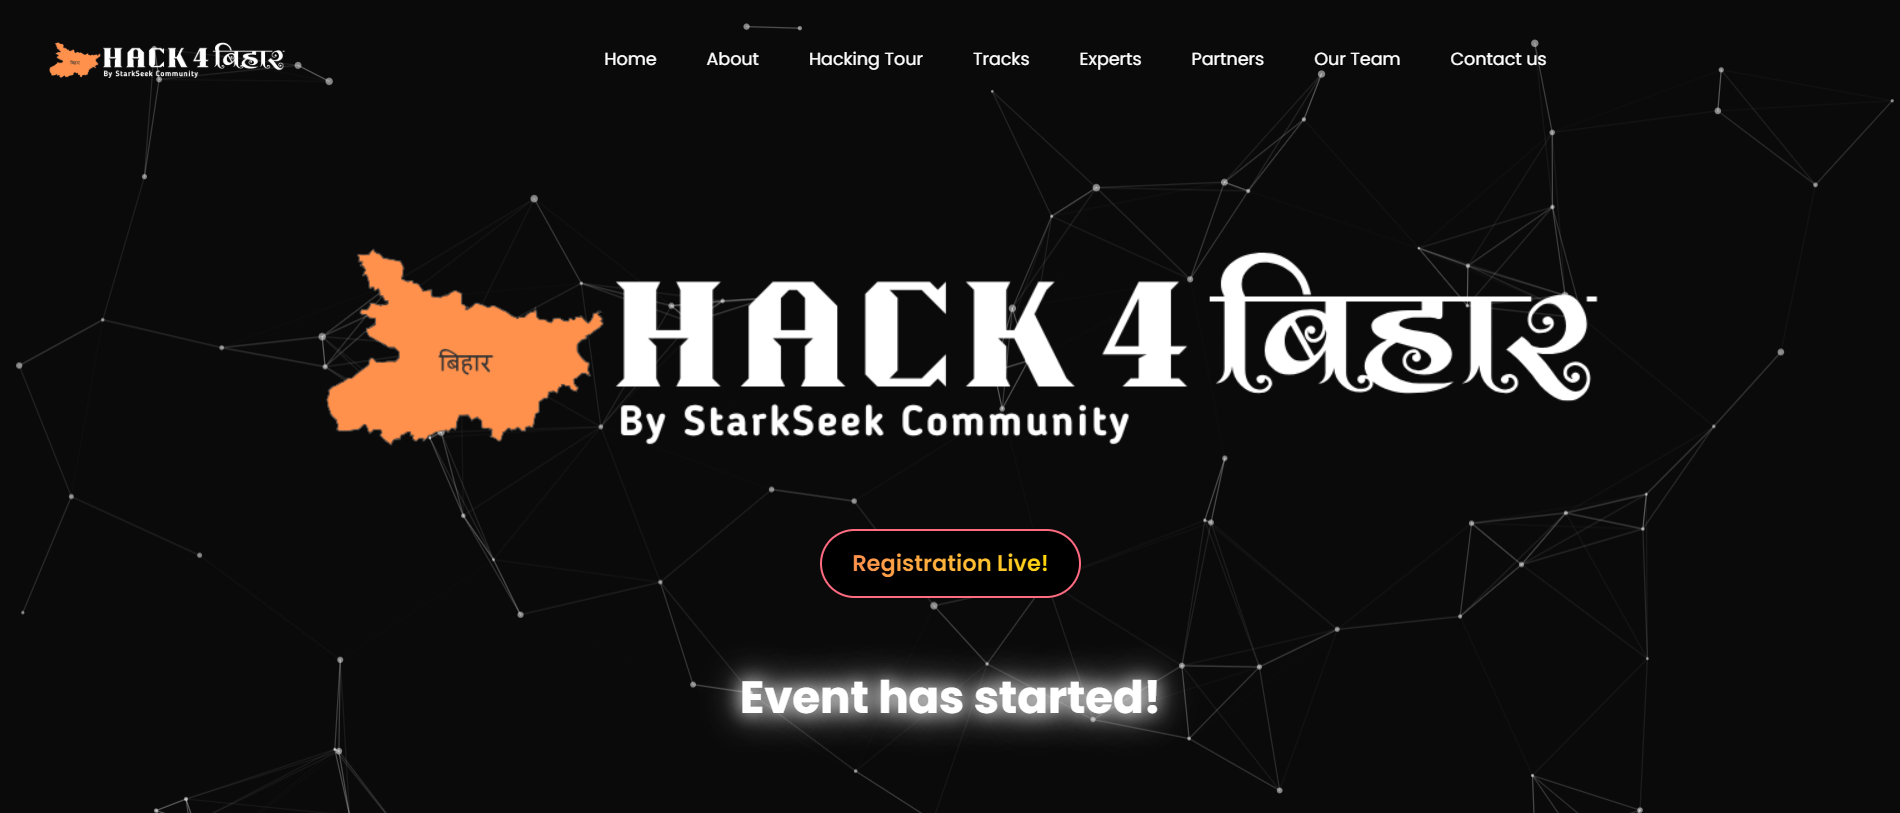 बिहार HACK 4 बिहार
By StarkSeek Community
Home About Hacking Tour Tracks Experts Partners Our Team Contact us
बिहार
HACK 4 बिहार
By StarkSeek Community
Registration Live!
Event has started!